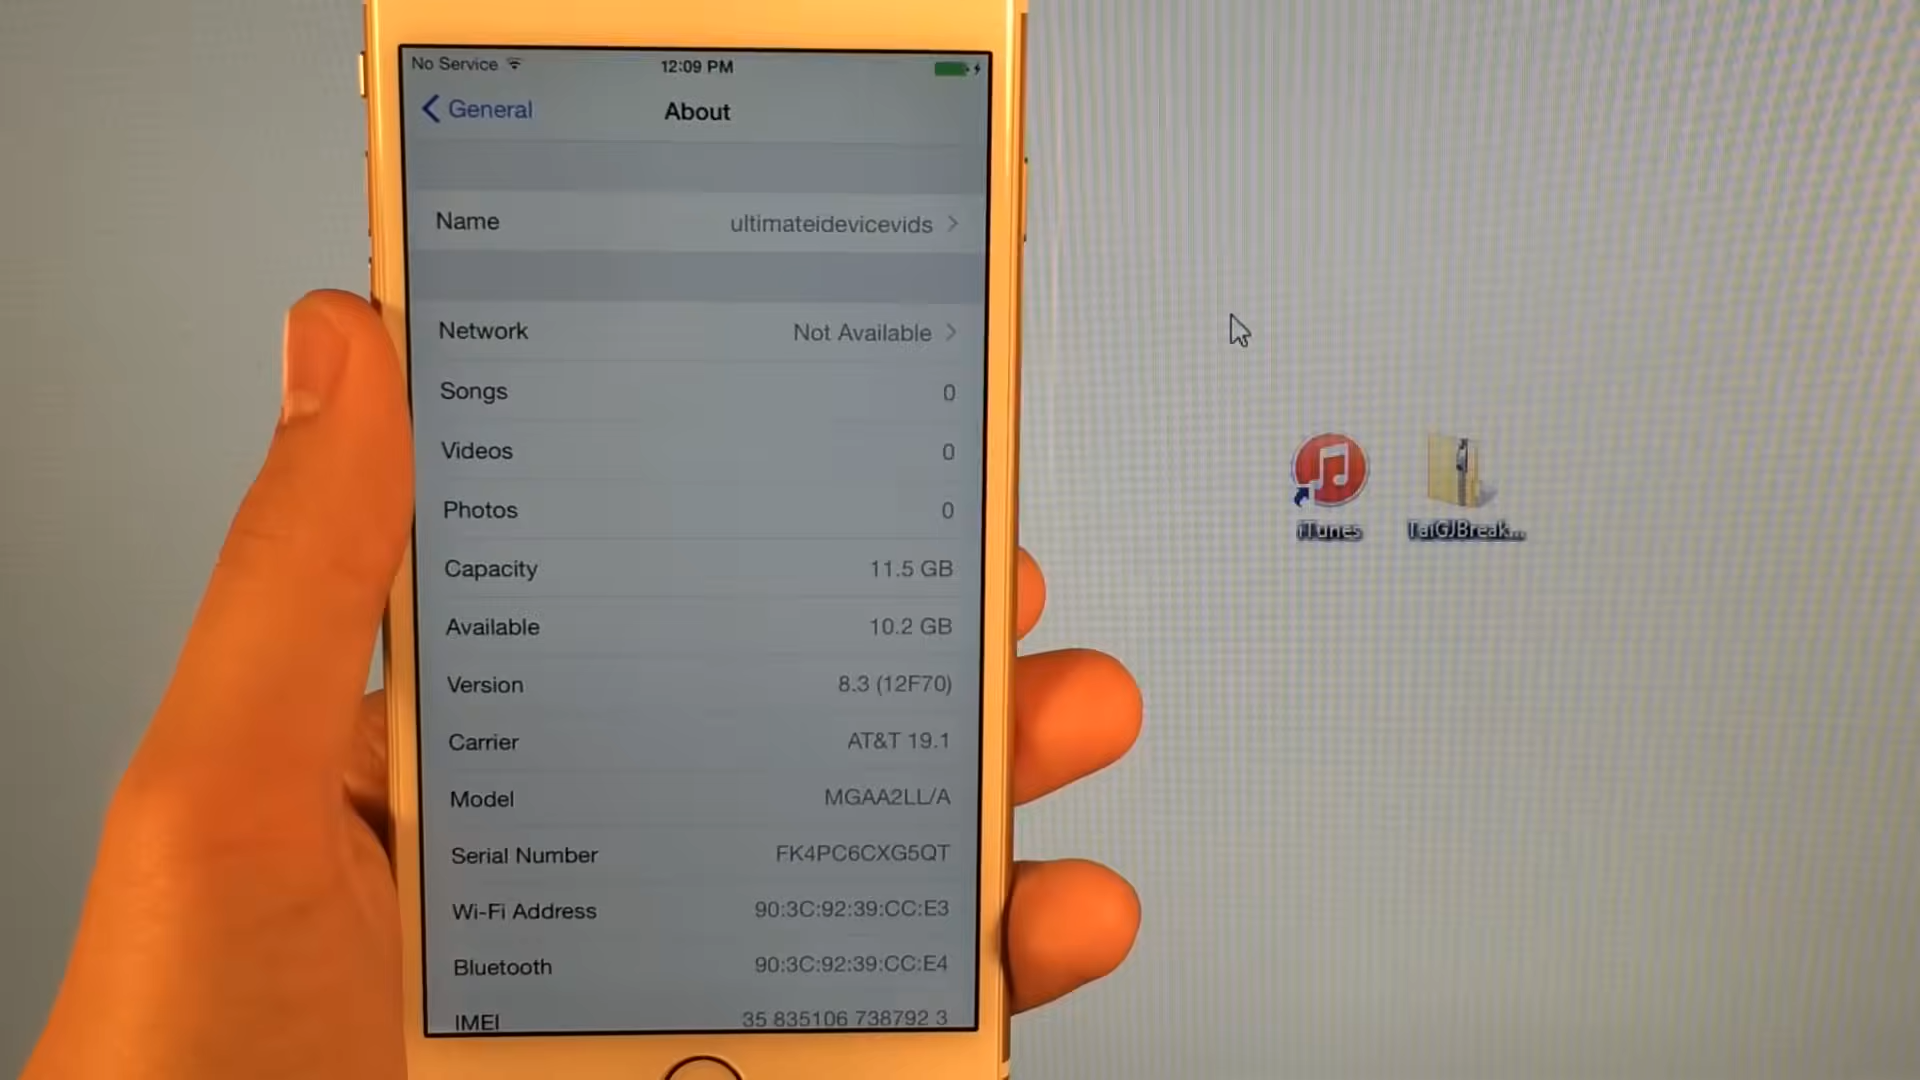 No Service
12:09 PM
General
About
Name ultimateidevicevids
Network Not Available
Songs 0
Videos 0
Photos 0
Capacity 11.5 GB
Available 10.2 GB
Version 8.3 (12F70)
Carrier AT&T 19.1
Model MGAA2LL/A
Serial Number FK4PC6CXG5QT
Wi-Fi Address 90:3C:92:39:CC:E3
Bluetooth 90:3C:92:39:CC:E4
IMEI 35 835106 738792 3
iTunes
TaiGJBreak...